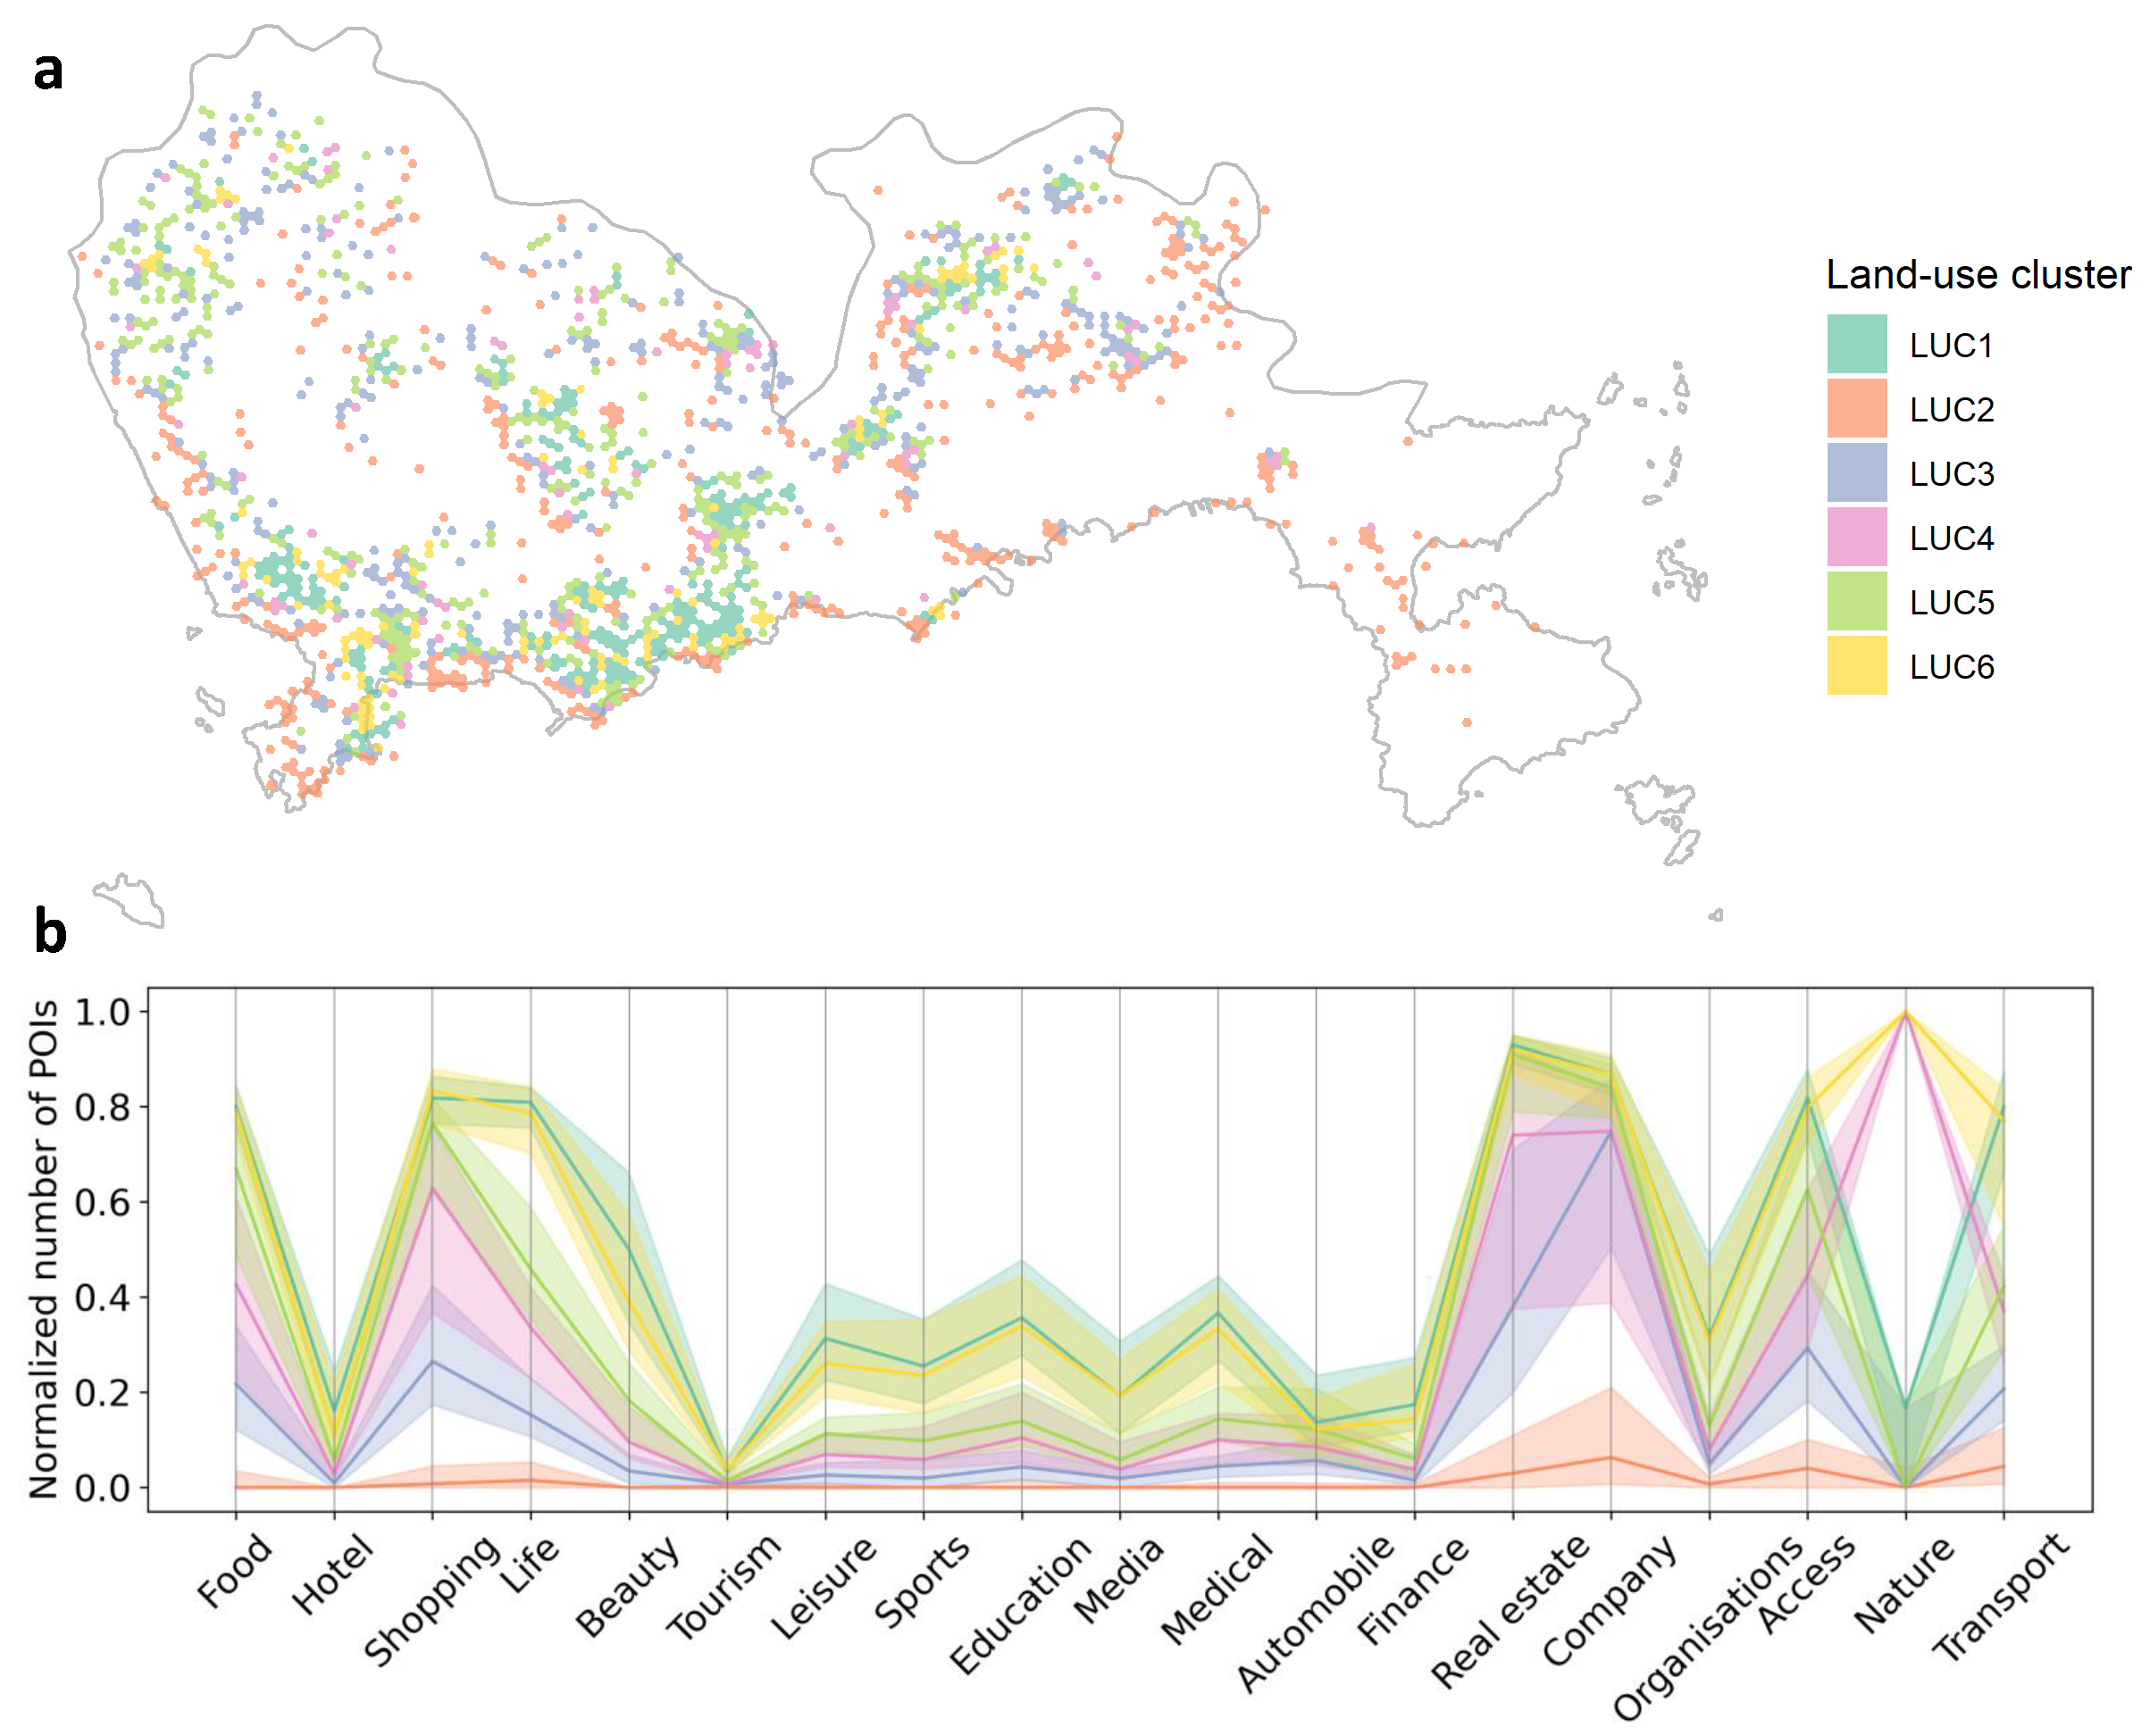 a
Land-use cluster
LUC1
LUC2
LUC3
LUC4
LUC5
LUC6
b
Normalized number of POIs
1.0
0.8
0.6
0.4
0.2
0.0
Food
Hotel
Shopping
Life
Beauty
Tourism
Leisure
Sports
Education
Media
Medical
Automobile
Finance
Real estate
Company
Organisations
Access
Nature
Transport